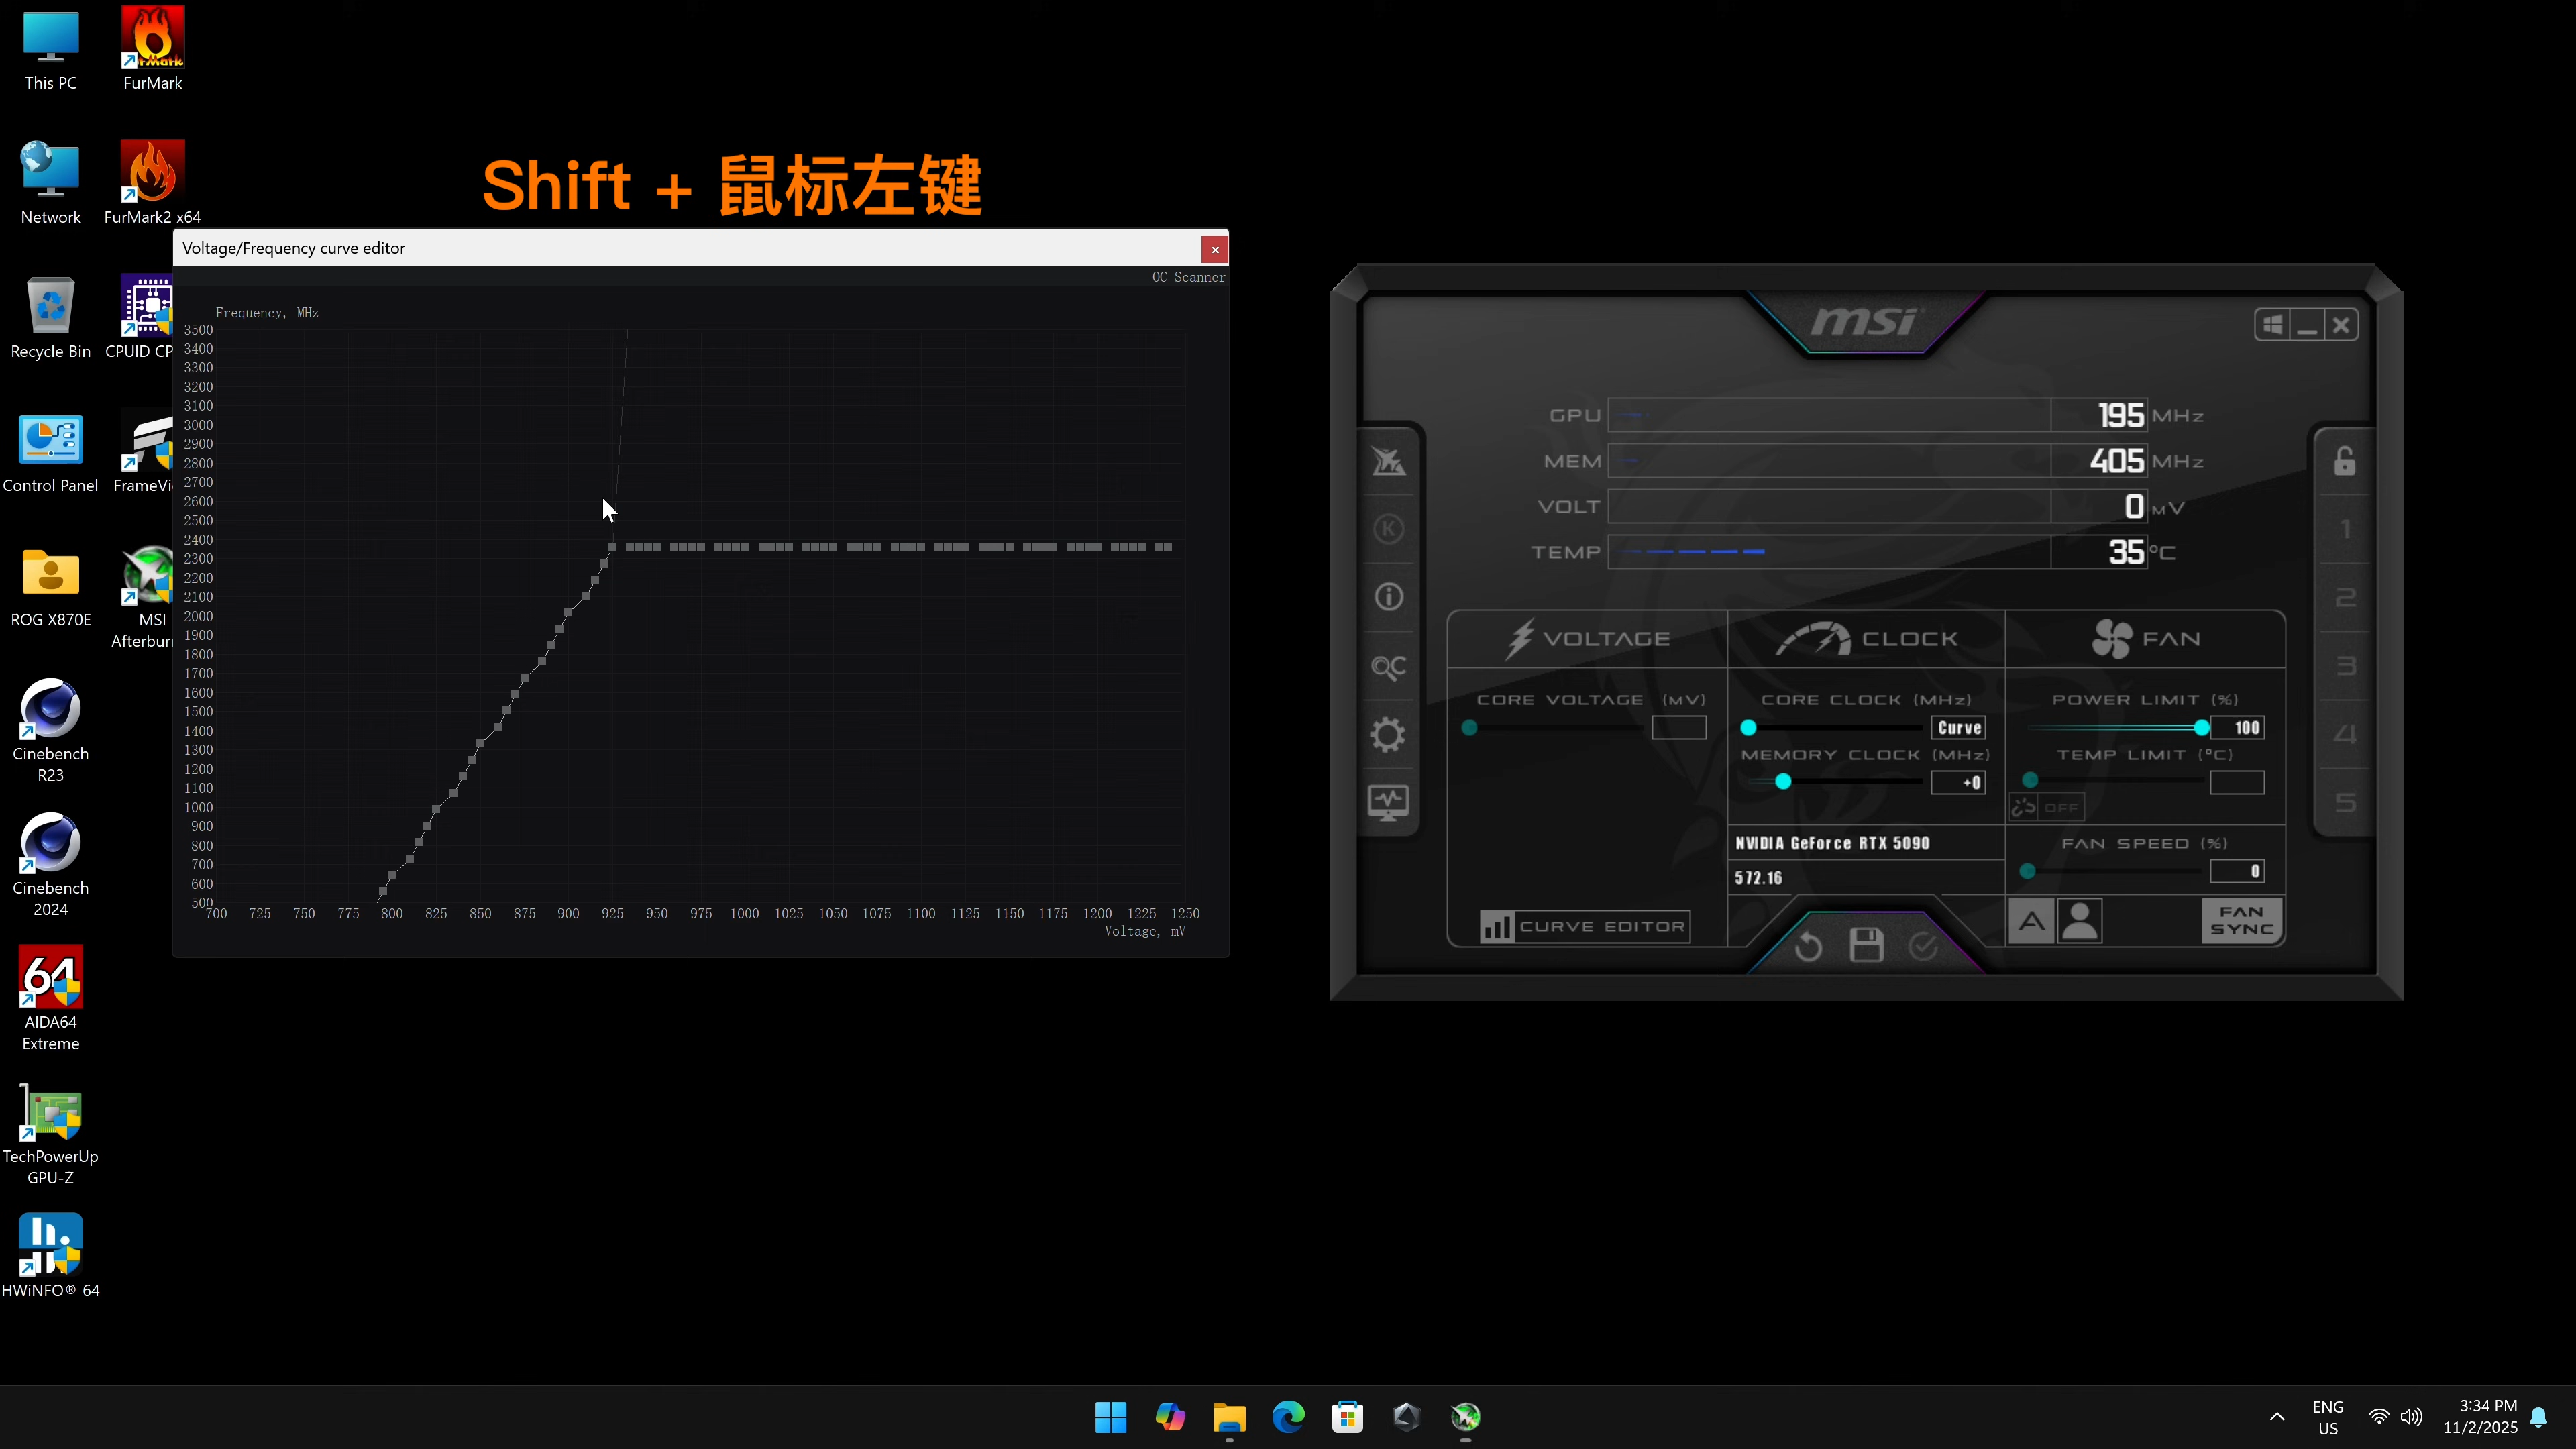 This PC
FurMark
Network
FurMark2 x64
Recycle Bin
CPUID CP
Control Panel
FrameVi
ROG X870E
MSI
Afterburn
Cinebench
R23
Cinebench
2024
64
AIDA64
Extreme
TechPowerUp
GPU-Z
HWiNFO® 64
Shift + 鼠标左键
Voltage/Frequency curve editor
OC Scanner
Frequency, MHz
3500
3400
3300
3200
3100
3000
2900
2800
2700
2600
2500
2400
2300
2200
2100
2000
1900
1800
1700
1600
1500
1400
1300
1200
1100
1000
900
800
700
600
500
700 725 750 775 800 825 850 875 900 925 950 975 1000 1025 1050 1075 1100 1125 1150 1175 1200 1225 1250
Voltage, mV
msi
GPU 195 MHz
MEM 405 MHz
VOLT 0 mV
TEMP 35 °C
K
OC
1
2
3
4
5
VOLTAGE
CLOCK
FAN
CORE VOLTAGE (MV)
CORE CLOCK (MHz)
Curve
MEMORY CLOCK (MHz)
+0
POWER LIMIT (%)
100
TEMP LIMIT (°C)
OFF
NVIDIA GeForce RTX 5090
572.16
FAN SPEED (%)
0
CURVE EDITOR
A
FAN
SYNC
ENG
US
3:34 PM
11/2/2025